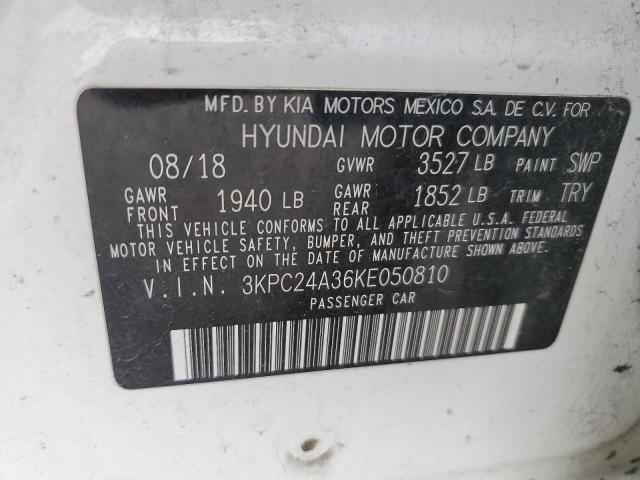 MFD. BY KIA MOTORS MEXICO S.A. DE C.V. FOR
HYUNDAI MOTOR COMPANY
08/18 GVWR 3527 LB PAINT SWP
GAWR FRONT 1940 LB GAWR REAR 1852 LB TRIM TRY
THIS VEHICLE CONFORMS TO ALL APPLICABLE U.S.A. FEDERAL
MOTOR VEHICLE SAFETY, BUMPER, AND THEFT PREVENTION STANDARDS
IN EFFECT ON THE DATE OF MANUFACTURE SHOWN ABOVE.
V.I.N. 3KPC24A36KE050810
PASSENGER CAR